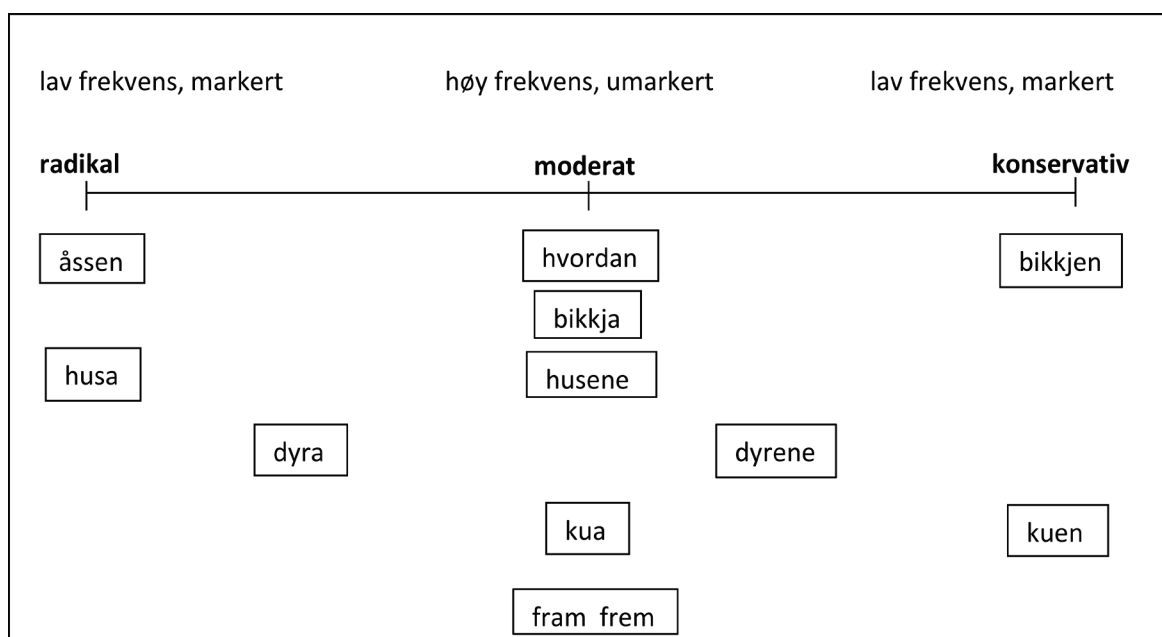 lav frekvens, markert høy frekvens, umarkert lav frekvens, markert
radikal moderat konservativ
åssen hvordan bikkjen
bikkja
husa husene
dyra dyrene
kua kuen
fram frem